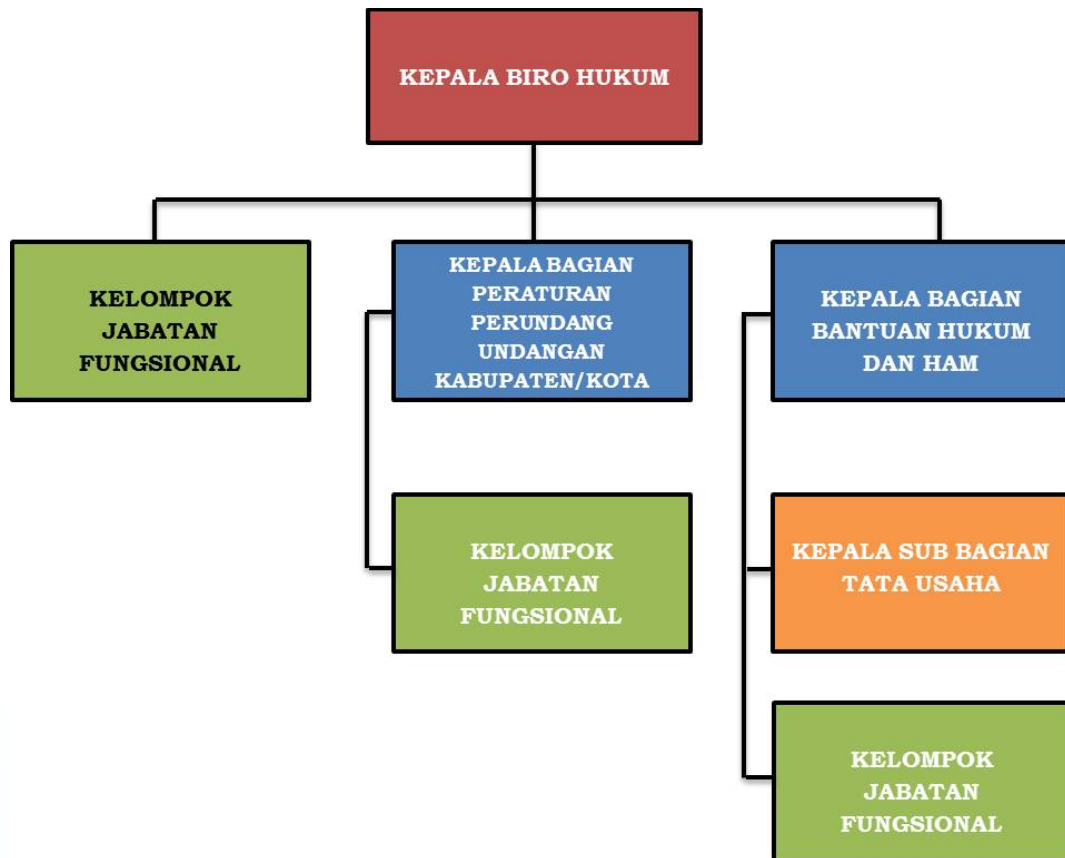 KEPALA BIRO HUKUM
KELOMPOK
JABATAN
FUNGSIONAL
KEPALA BAGIAN
PERATURAN
PERUNDANG
UNDANGAN
KABUPATEN/KOTA
KEPALA BAGIAN
BANTUAN HUKUM
DAN HAM
KELOMPOK
JABATAN
FUNGSIONAL
KEPALA SUB BAGIAN
TATA USAHA
KELOMPOK
JABATAN
FUNGSIONAL